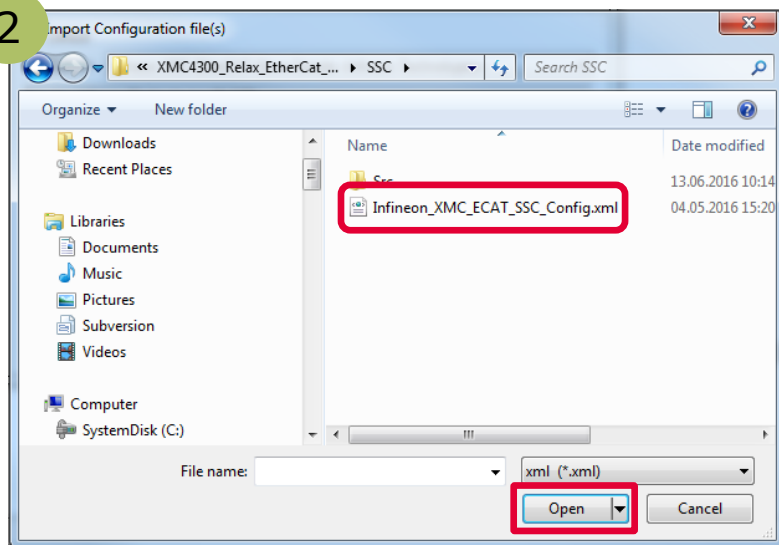 2
Import Configuration file(s)
« XMC4300_Relax_EtherCat_... SSC Search SSC
Organize New folder
Downloads
Recent Places
Libraries
Documents
Music
Pictures
Subversion
Videos
Computer
SystemDisk (C:)
Name Date modified
Src 13.06.2016 10:14
Infineon_XMC_ECAT_SSC_Config.xml 04.05.2016 15:20
File name: xml (*.xml)
Open Cancel